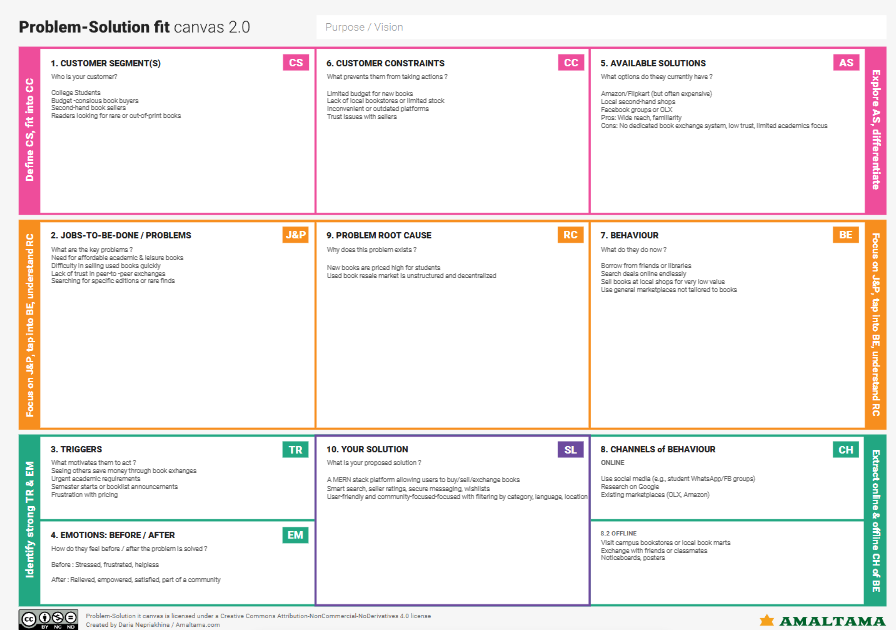 Problem-Solution fit canvas 2.0
Purpose / Vision
Define CS, fit into CC
1. CUSTOMER SEGMENT(S)
CS
Who is your customer?
College Students
Budget -consious book buyers
Second-hand book sellers
Readers looking for rare or out-of-print books
6. CUSTOMER CONSTRAINTS
CC
What prevents them from taking actions ?
Limited budget for new books
Lack of local bookstores or limited stock
Inconvenient or outdated platforms
Trust issues with sellers
5. AVAILABLE SOLUTIONS
AS
What options do theey currently have ?
Amazon/Flipkart (but often expensive)
Local second-hand shops
Facebook groups or OLX
Pros: Wide reach, familiarity
Cons: No dedicated book exchange system, low trust, limited academics focus
Explore AS, differentiate
Focus on J&P, tap into BE, understand RC
2. JOBS-TO-BE-DONE / PROBLEMS
J&P
What are the key problems ?
Need for affordable academic & leisure books
Difficulty in selling used books quickly
Lack of trust in peer-to -peer exchanges
Searching for specific editions or rare finds
9. PROBLEM ROOT CAUSE
RC
Why does this problem exists ?
New books are priced high for students
Used book resale market is unstructured and decentralized
7. BEHAVIOUR
BE
What do they do now ?
Borrow from friends or libraries
Search deals online endlessly
Sell books at local shops for very low value
Use general marketplaces not tailored to books
Focus on J&P, tap into BE, understand RC
Identify strong TR & EM
3. TRIGGERS
TR
What motivates them to act ?
Seeing others save money through book exhanges
Urgent academic requirements
Semester starts or booklist announcements
Frustration with pricing
4. EMOTIONS: BEFORE / AFTER
EM
How do they feel before / after the problem is solved ?
Before : Stressed, frustrated, helpless
After : Relieved, empowered, satisfied, part of a community
10. YOUR SOLUTION
SL
What is your proposed solution ?
A MERN stack platform allowing users to buy/sell/exchange books
Smart search, seller ratings, secure messaging, wishlists
User-friendly and community-focused-focused with filtering by category, language, location
8. CHANNELS of BEHAVIOUR
CH
ONLINE
Use social media (e.g., student WhatsApp/FB groups)
Research on Google
Existing marketplaces (OLX, Amazon)
8.2 OFFLINE
Visit campus bookstores or local book marts
Exchange with friends or classmates
Noticeboards, posters
Extract online & offline CH of BE
cc BY NC ND
Problem-Solution it canvas is licensed under a Creative Commons Attribution-NonCommercial-NoDerivatives 4.0 license
Created by Daria Nepriakhina / Amaltama.com
AMALTAMA